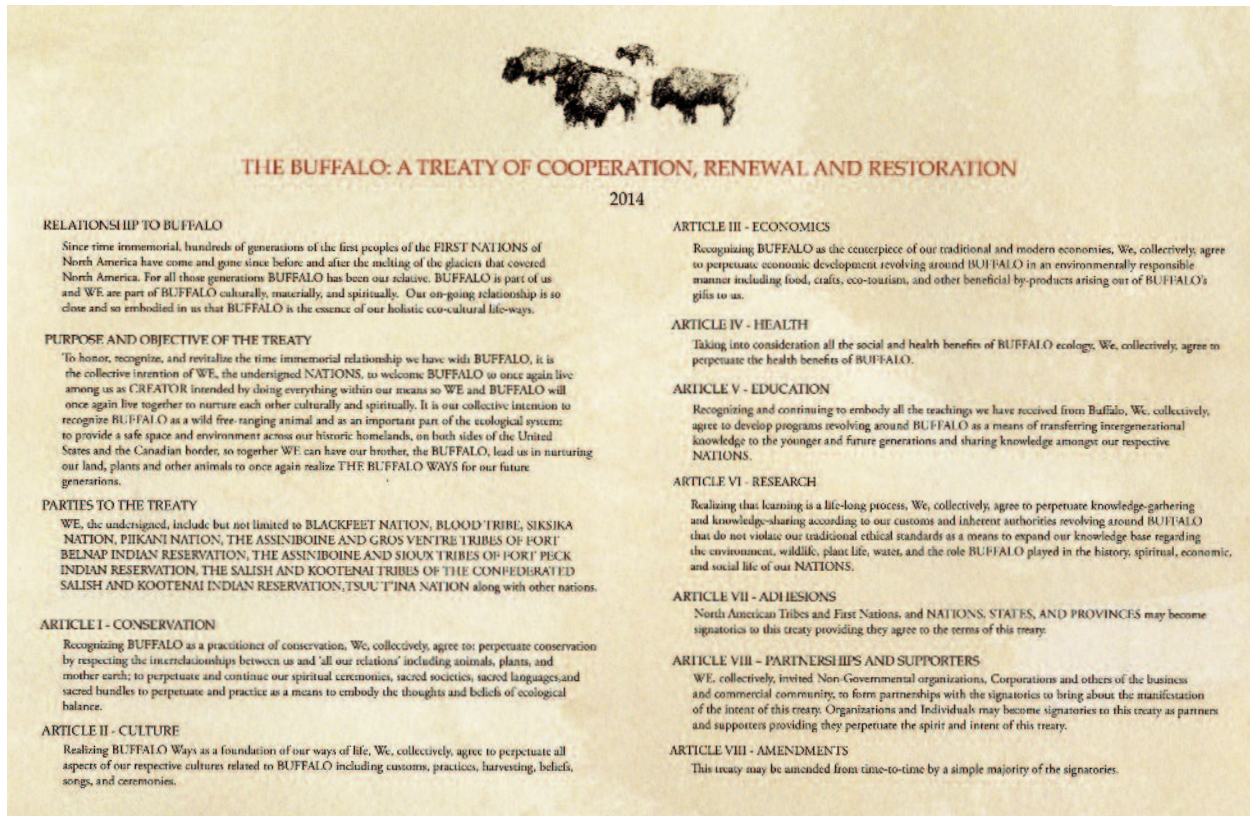 THE BUFFALO: A TREATY OF COOPERATION, RENEWAL AND RESTORATION
2014
RELATIONSHIP TO BUFFALO
Since time immemorial, hundreds of generations of the first peoples of the FIRST NATIONS of
North America have come and gone since before and after the melting of the glaciers that covered
North America. For all those generations BUFFALO has been our relative. BUFFALO is part of us
and WE are part of BUFFALO culturally, materially, and spiritually. Our on-going relationship is so
close and so embodied in us that BUFFALO is the essence of our holistic eco-cultural life-ways.
PURPOSE AND OBJECTIVE OF THE TREATY
To honor, recognize, and revitalize the time immemorial relationship we have with BUFFALO, it is
the collective intention of WE, the undersigned NATIONS, to welcome BUFFALO to once again live
among us as CREATOR intended by doing everything within our means so WE and BUFFALO will
once again live together to nurture each other culturally and spiritually. It is our collective intention to
recognize BUFFALO as a wild free-ranging animal and as an important part of the ecological system;
to provide a safe space and environment across our historic homelands, on both sides of the United
States and the Canadian border, so together WE can have our brother, the BUFFALO, lead us in nurturing
our land, plants and other animals to once again realize THE BUFFALO WAYS for our future
generations.
PARTIES TO THE TREATY
WE, the undersigned, include but not limited to BLACKFEET NATION, BLOOD TRIBE, SIKSIKA
NATION, PIIKANI NATION, THE ASSINIBOINE AND GROS VENTRE TRIBES OF FORT
BELNAP INDIAN RESERVATION, THE ASSINIBOINE AND SIOUX TRIBES OF FORT PECK
INDIAN RESERVATION, THE SALISH AND KOOTENAI TRIBES OF THE CONFEDERATED
SALISH AND KOOTENAI INDIAN RESERVATION,TSUU T'INA NATION along with other nations.
ARTICLE I - CONSERVATION
Recognizing BUFFALO as a practitioner of conservation, We, collectively, agree to: perpetuate conservation
by respecting the interrelationships between us and 'all our relations' including animals, plants, and
mother earth; to perpetuate and continue our spiritual ceremonies, sacred societies, sacred languages,and
sacred bundles to perpetuate and practice as a means to embody the thoughts and beliefs of ecological
balance.
ARTICLE II - CULTURE
Realizing BUFFALO Ways as a foundation of our ways of life, We, collectively, agree to perpetuate all
aspects of our respective cultures related to BUFFALO including customs, practices, harvesting, beliefs,
songs, and ceremonies.
ARTICLE III - ECONOMICS
Recognizing BUFFALO as the centerpiece of our traditional and modern economies, We, collectively, agree
to perpetuate economic development revolving around BUFFALO in an environmentally responsible
manner including food, crafts, eco-tourism, and other beneficial by-products arising out of BUFFALO's
gifts to us.
ARTICLE IV - HEALTH
Taking into consideration all the social and health benefits of BUFFALO ecology, We, collectively, agree to
perpetuate the health benefits of BUFFALO.
ARTICLE V - EDUCATION
Recognizing and continuing to embody all the teachings we have received from Buffalo, We, collectively,
agree to develop programs revolving around BUFFALO as a means of transferring intergenerational
knowledge to the younger and future generations and sharing knowledge amongst our respective
NATIONS.
ARTICLE VI - RESEARCH
Realizing that learning is a life-long process, We, collectively, agree to perpetuate knowledge-gathering
and knowledge-sharing according to our customs and inherent authorities revolving around BUFFALO
that do not violate our traditional ethical standards as a means to expand our knowledge base regarding
the environment, wildlife, plant life, water, and the role BUFFALO played in the history, spiritual, economic,
and social life of our NATIONS.
ARTICLE VII - ADHESIONS
North American Tribes and First Nations, and NATIONS, STATES, AND PROVINCES may become
signatories to this treaty providing they agree to the terms of this treaty.
ARTICLE VIII – PARTNERSHIPS AND SUPPORTERS
WE, collectively, invited Non-Governmental organizations, Corporations and others of the business
and commercial community, to form partnerships with the signatories to bring about the manifestation
of the intent of this treaty. Organizations and Individuals may become signatories to this treaty as partners
and supporters providing they perpetuate the spirit and intent of this treaty.
ARTICLE VIII - AMENDMENTS
This treaty may be amended from time-to-time by a simple majority of the signatories.